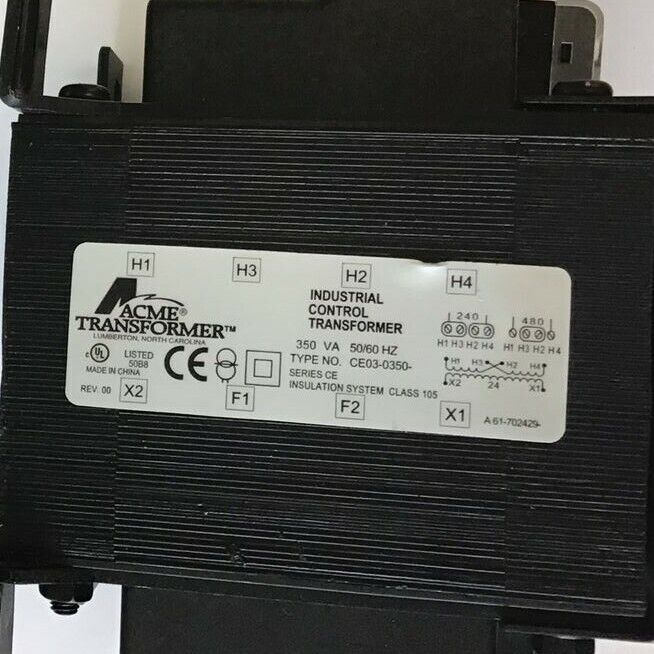 H1 H3 H2 H4
ACME®
TRANSFORMER™
LUMBERTON, NORTH CAROLINA
INDUSTRIAL
CONTROL
TRANSFORMER
350 VA 50/60 HZ
TYPE NO. CE03-0350-
SERIES CE
INSULATION SYSTEM CLASS 105
c UL
LISTED
50B8
MADE IN CHINA
CE
REV. 00
X2 F1 F2 X1
240 480
H1 H3 H2 H4 H1 H3 H2 H4
H1 H3 H2 H4
X2 24 X1
A 61-702429-